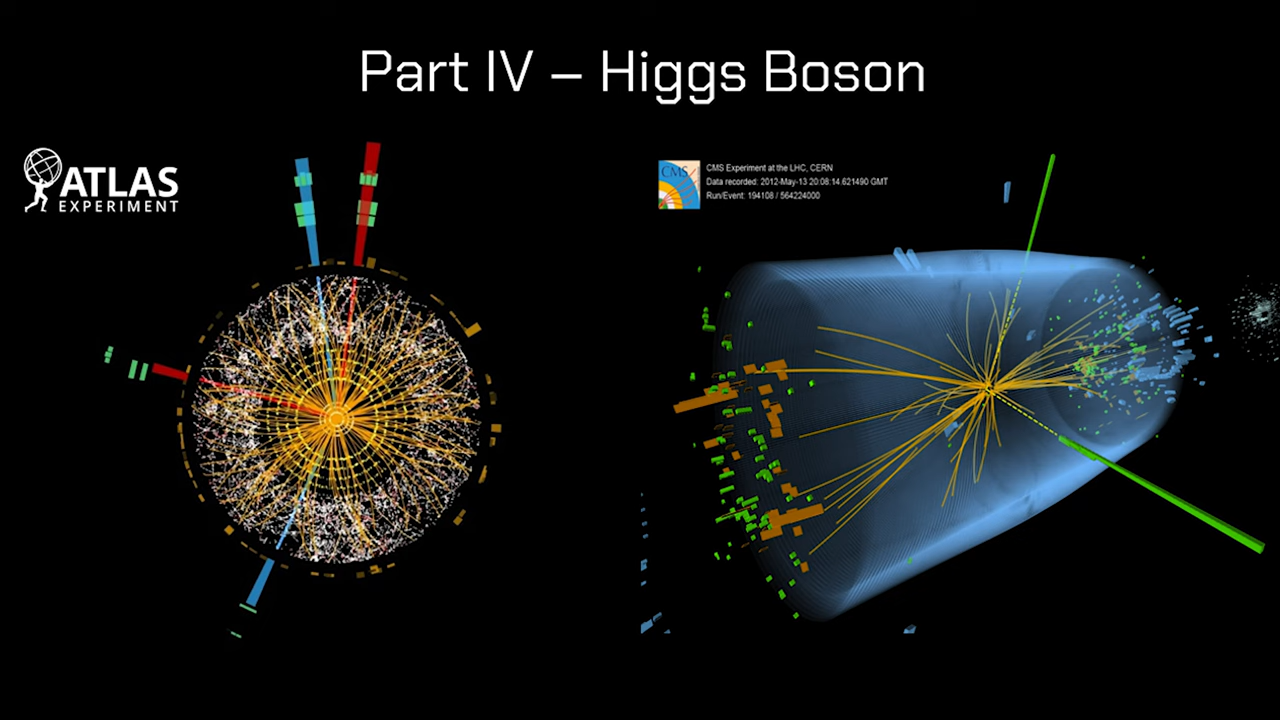 Part IV – Higgs Boson
ATLAS
EXPERIMENT
CMS
CMS Experiment at the LHC, CERN
Data recorded: 2012-May-13 20:08:14.621490 GMT
Run/Event: 194108 / 564224000